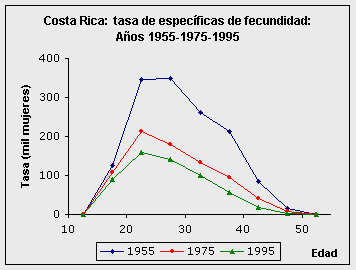 Costa Rica: tasa de específicas de fecundidad:
Años 1955-1975-1995
Tasa (mil mujeres)
400
300
200
100
0
10 20 30 40 50
Edad
1955 1975 1995